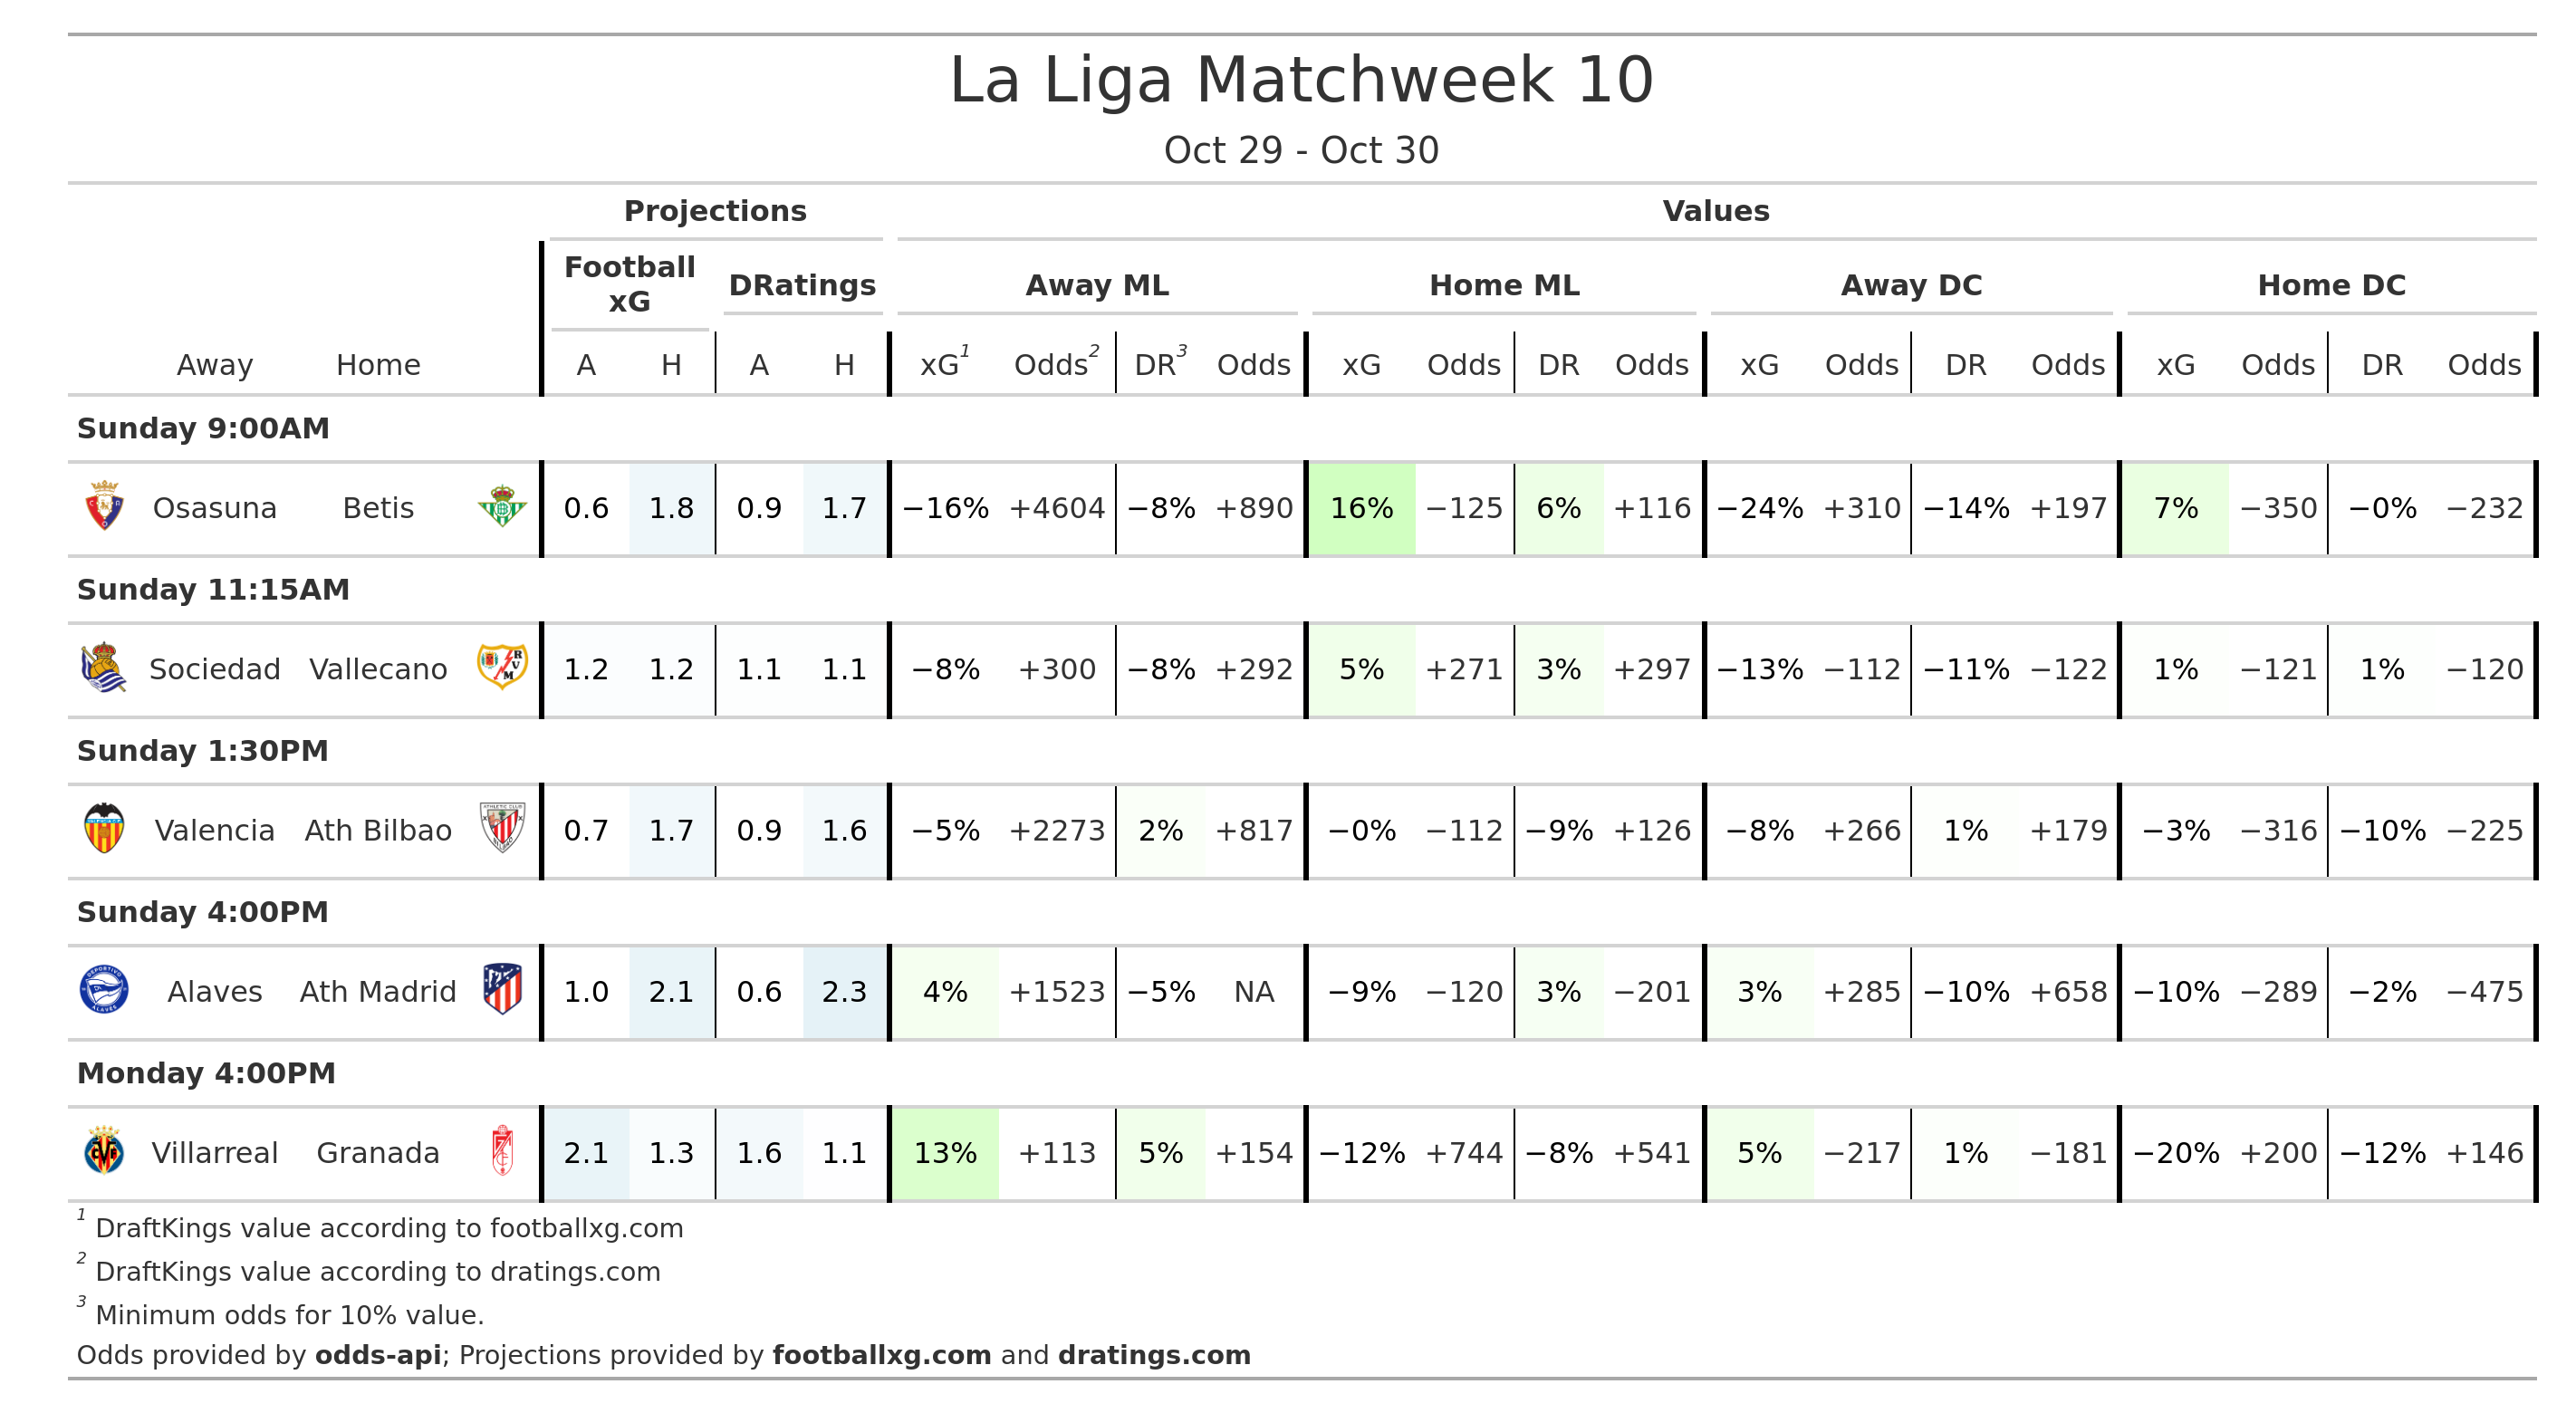 La Liga Matchweek 10
Oct 29 - Oct 30
Projections Values
Football xG DRatings Away ML Home ML Away DC Home DC
Away Home A H A H xG1 Odds2 DR3 Odds xG Odds DR Odds xG Odds DR Odds xG Odds DR Odds
Sunday 9:00AM
Osasuna Betis 0.6 1.8 0.9 1.7 −16% +4604 −8% +890 16% −125 6% +116 −24% +310 −14% +197 7% −350 −0% −232
Sunday 11:15AM
Sociedad Vallecano 1.2 1.2 1.1 1.1 −8% +300 −8% +292 5% +271 3% +297 −13% −112 −11% −122 1% −121 1% −120
Sunday 1:30PM
Valencia Ath Bilbao 0.7 1.7 0.9 1.6 −5% +2273 2% +817 −0% −112 −9% +126 −8% +266 1% +179 −3% −316 −10% −225
Sunday 4:00PM
Alaves Ath Madrid 1.0 2.1 0.6 2.3 4% +1523 −5% NA −9% −120 3% −201 3% +285 −10% +658 −10% −289 −2% −475
Monday 4:00PM
Villarreal Granada 2.1 1.3 1.6 1.1 13% +113 5% +154 −12% +744 −8% +541 5% −217 1% −181 −20% +200 −12% +146
1 DraftKings value according to footballxg.com
2 DraftKings value according to dratings.com
3 Minimum odds for 10% value.
Odds provided by odds-api; Projections provided by footballxg.com and dratings.com